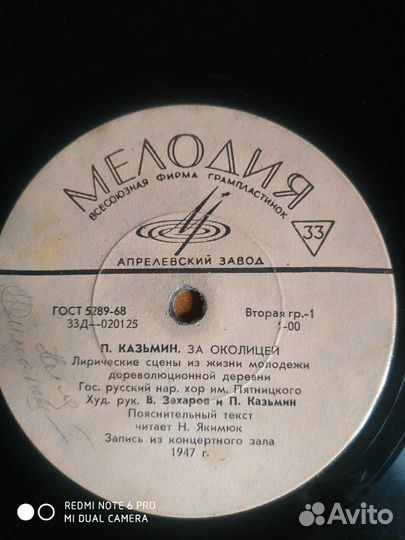 МЕЛОДИЯ
ВСЕСОЮЗНАЯ ФИРМА ГРАМПЛАСТИНОК
33
АПРЕЛЕВСКИЙ ЗАВОД
ГОСТ 5289-68
33Д—020125
Вторая гр.-1
1-00
П. КАЗЬМИН. ЗА ОКОЛИЦЕЙ
Лирические сцены из жизни молодежи
дореволюционной деревни
Гос. русский нар. хор им. Пятницкого
Худ. рук. В. Захаров и П. Казьмин
Пояснительный текст
читает Н. Якимюк
Запись из концертного зала
1947 г.
REDMI NOTE 6 PRO
MI DUAL CAMERA
Avito